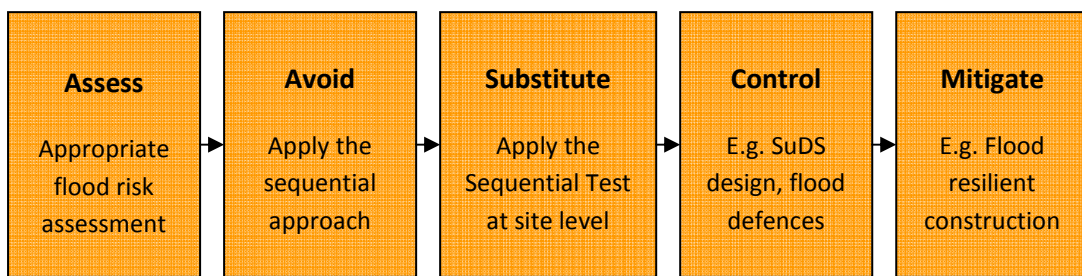 Assess
Appropriate
flood risk
assessment
Avoid
Apply the
sequential
approach
Substitute
Apply the
Sequential Test
at site level
Control
E.g. SuDS
design, flood
defences
Mitigate
E.g. Flood
resilient
construction